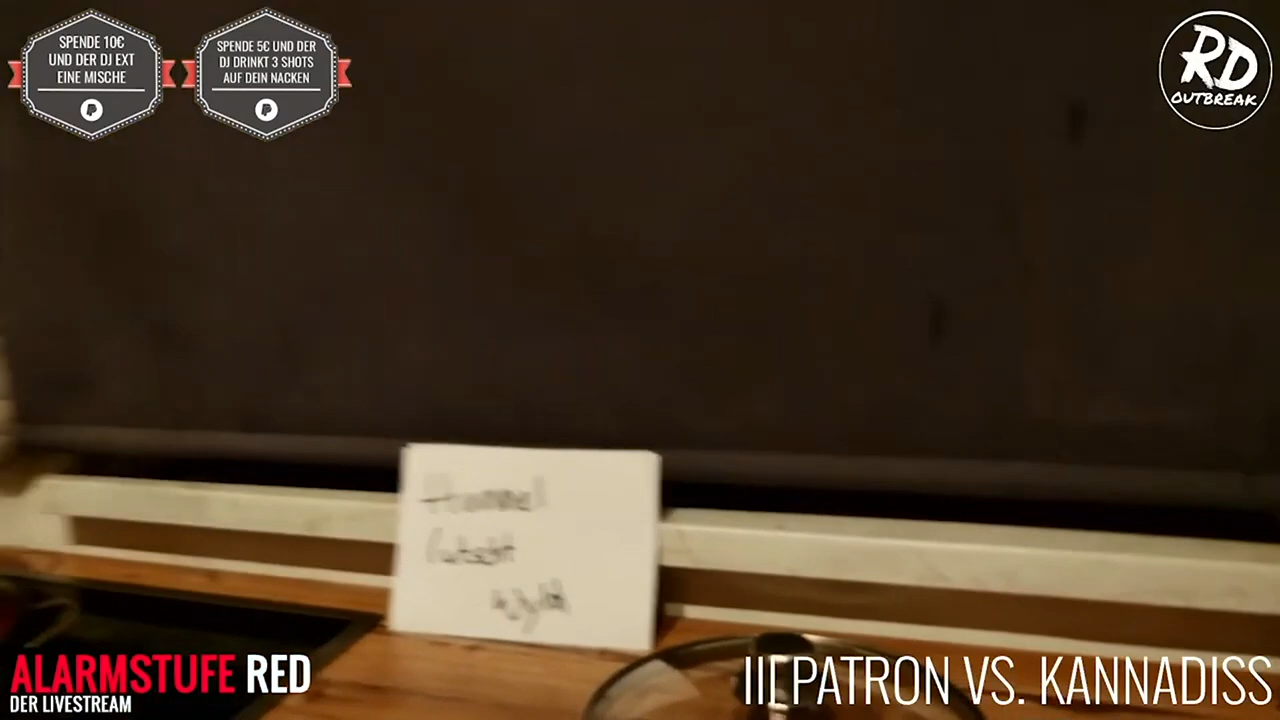 SPENDE 10€
UND DER DJ EXT
EINE MISCHE
SPENDE 5€ UND DER
DJ DRINKT 3 SHOTS
AUF DEIN NACKEN
RD
OUTBREAK
lutscht
ALARMSTUFE RED
DER LIVESTREAM
PATRON VS. KANNADISS